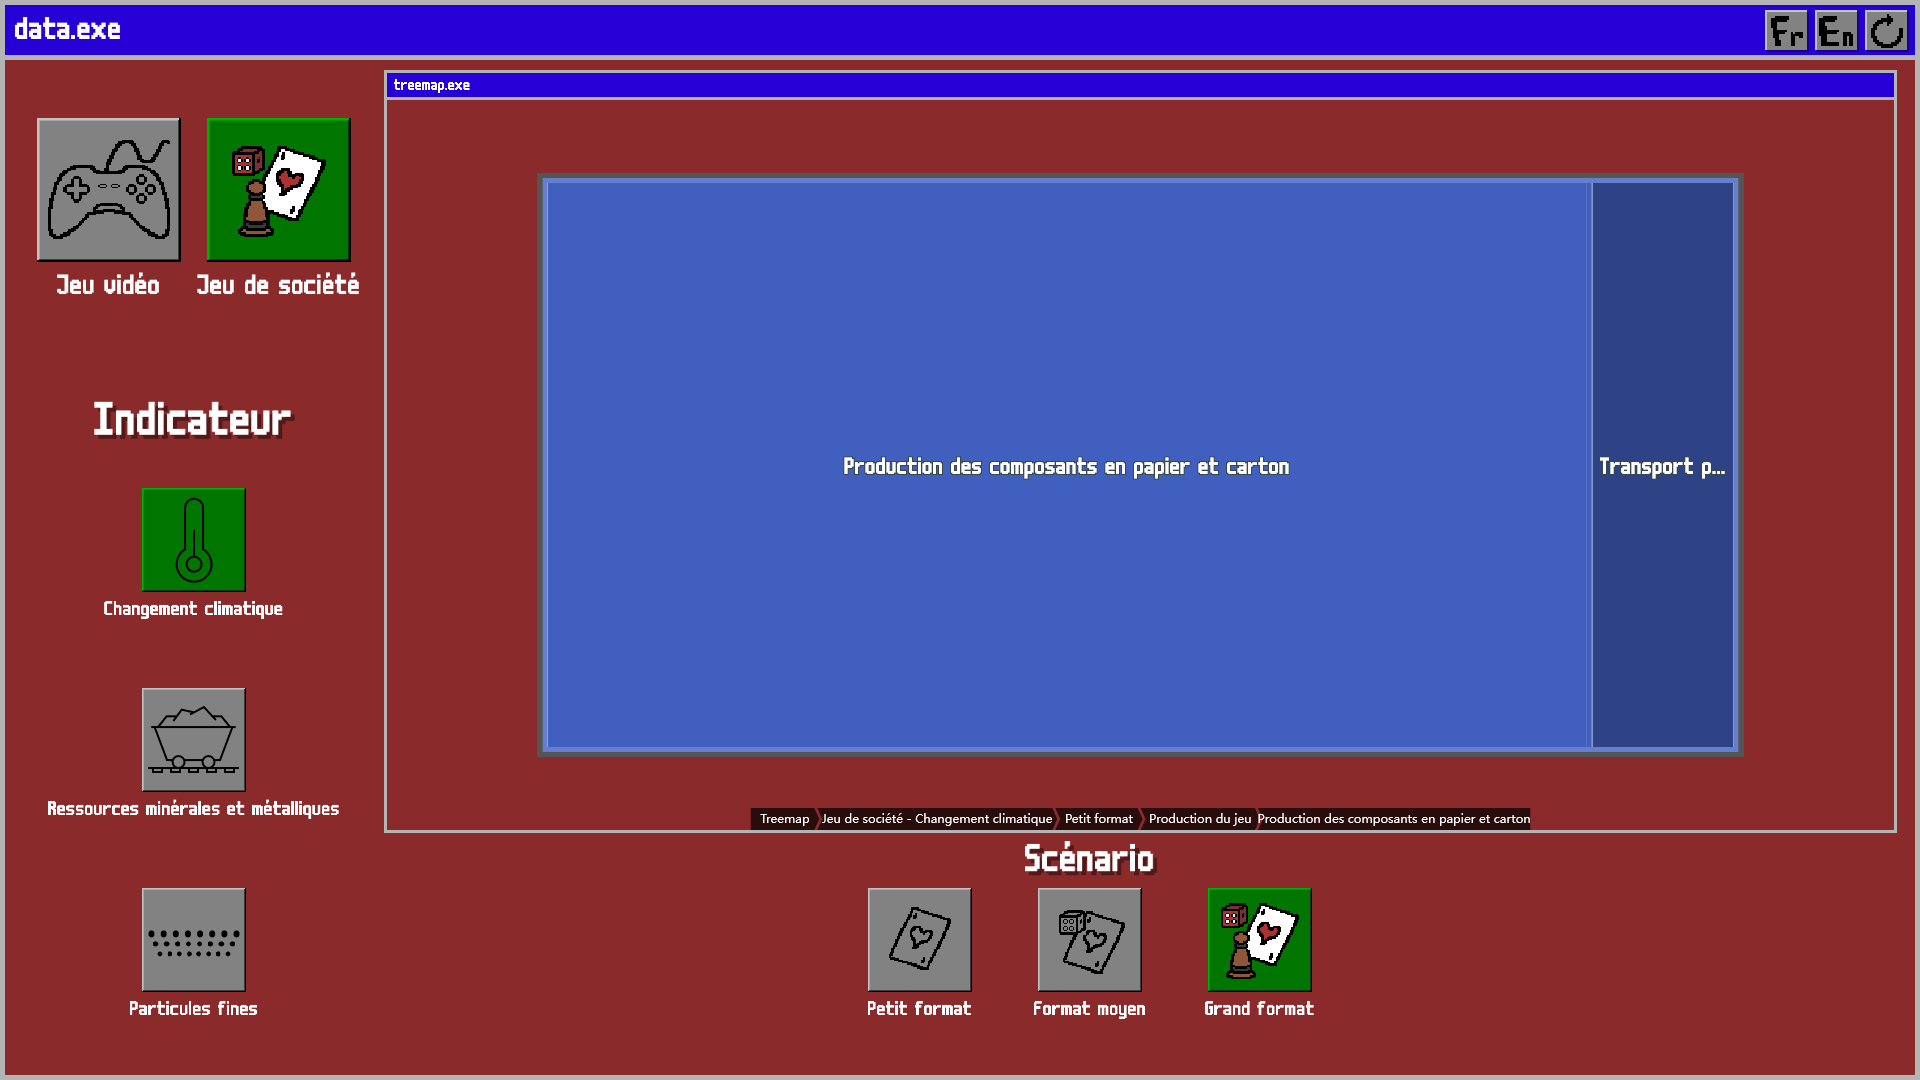 data.exe
Fr En
treemap.exe
Jeu vidéo
Jeu de société
Indicateur
Changement climatique
Ressources minérales et métalliques
Particules fines
Production des composants en papier et carton
Transport p...
Treemap
Jeu de société - Changement climatique
Petit format
Production du jeu
Production des composants en papier et carton
Scénario
Petit format
Format moyen
Grand format